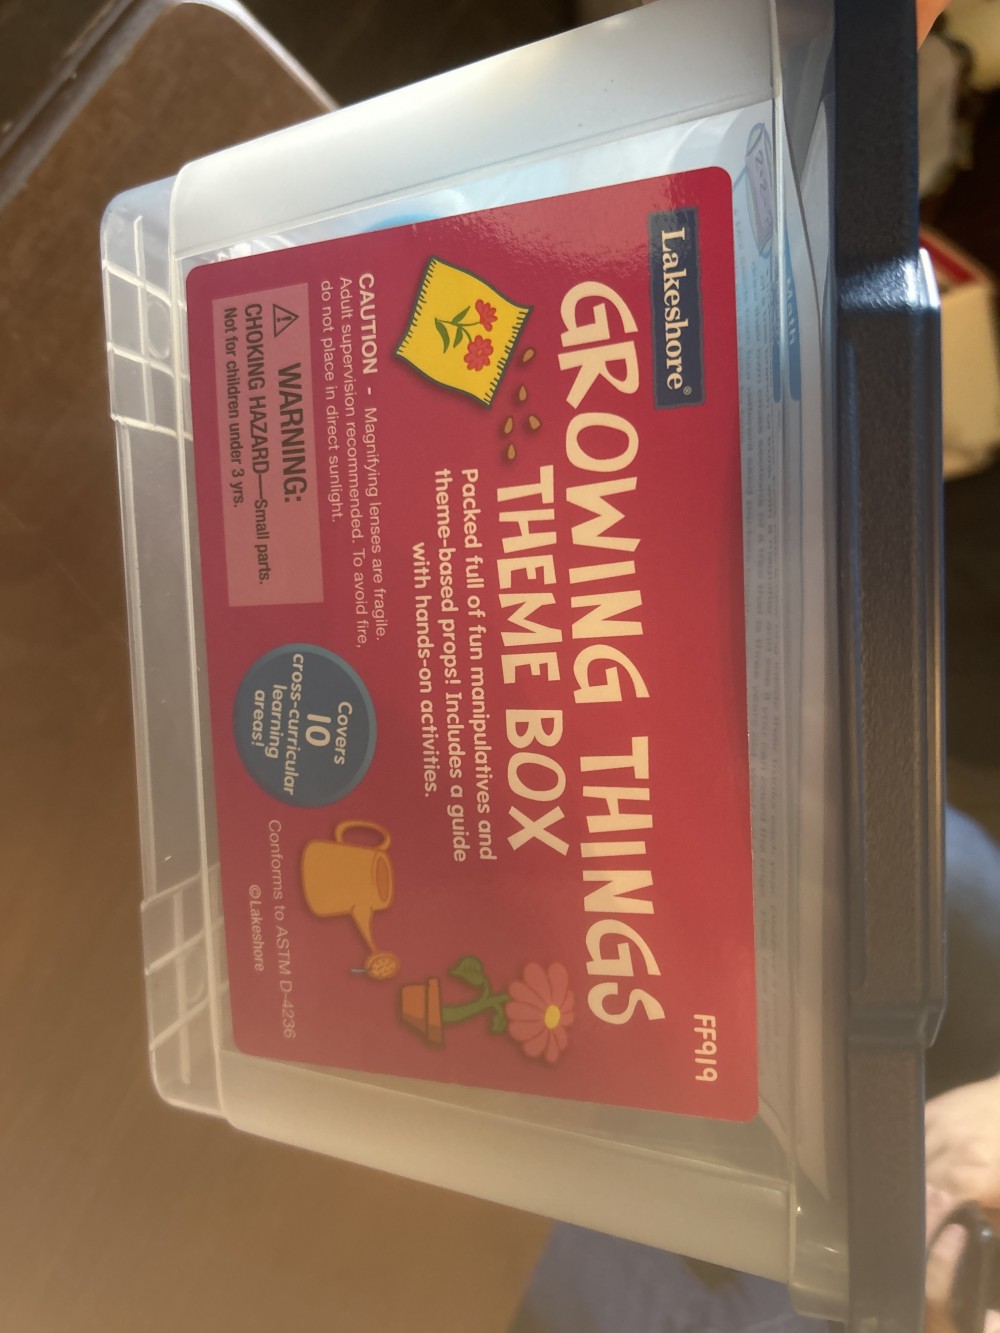 Lakeshore®
FF919
GROWING THINGS
THEME BOX
Packed full of fun manipulatives and
theme-based props! Includes a guide
with hands-on activities.
CAUTION - Magnifying lenses are fragile.
Adult supervision recommended. To avoid fire,
do not place in direct sunlight.
⚠ WARNING:
CHOKING HAZARD—Small parts.
Not for children under 3 yrs.
Covers
10
cross-curricular
learning
areas!
Conforms to ASTM D-4236
© Lakeshore